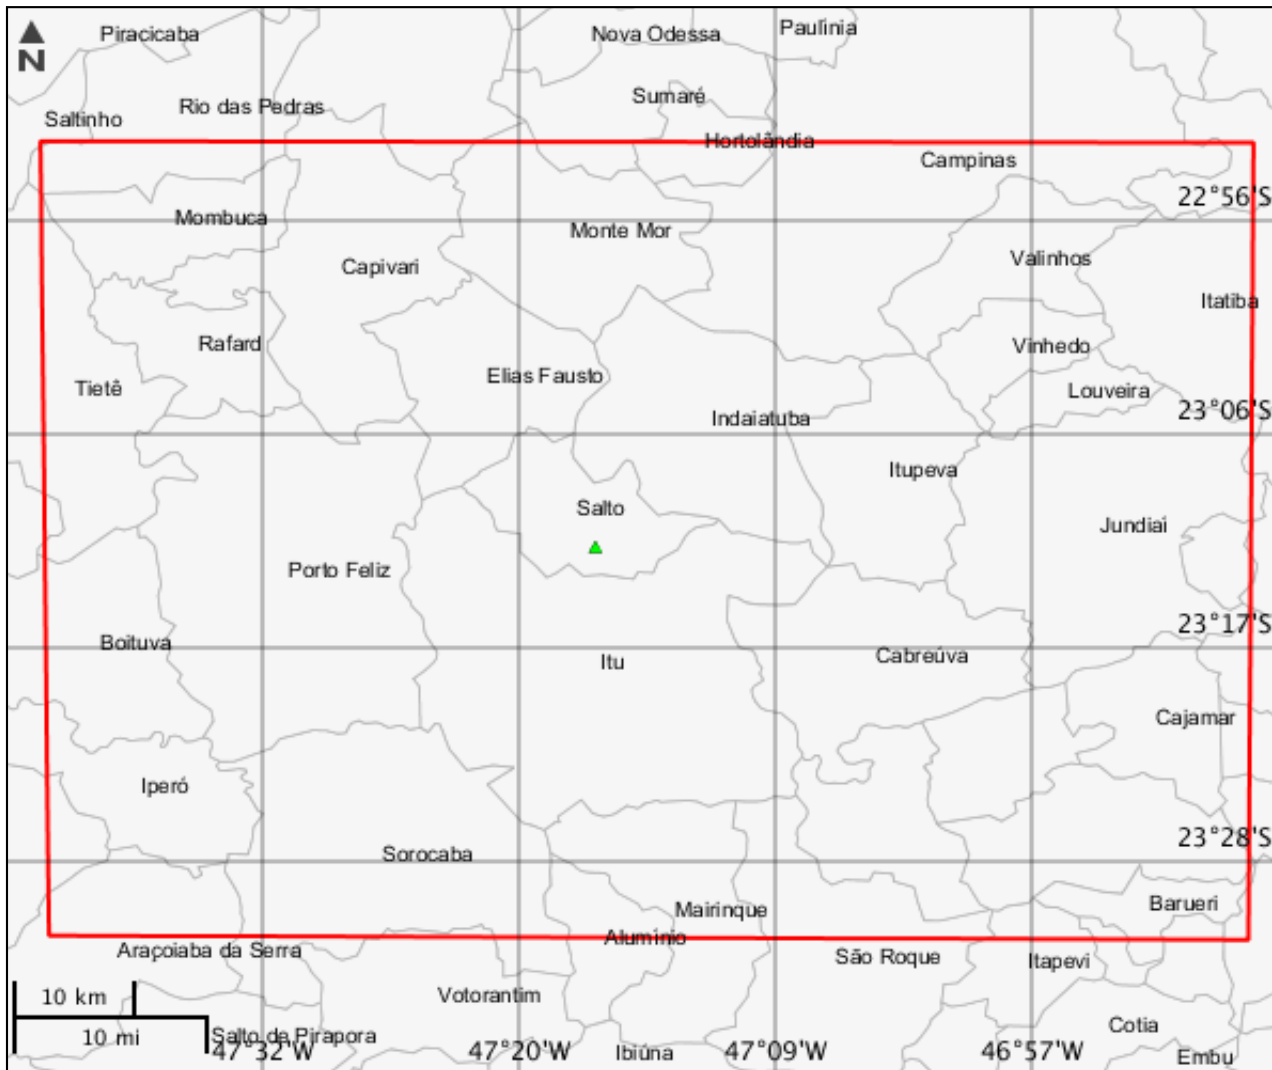 Piracicaba
Nova Odessa
Paulínia
N
Sumaré
Rio das Pedras
Saltinho
Hortolândia
Campinas
22°56'S
Mombuca
Monte Mor
Valinhos
Capivari
Itatiba
Rafard
Vinhedo
Elias Fausto
Tietê
Louveira
23°06'S
Indaiatuba
Itupeva
Salto
Jundiaí
Porto Feliz
23°17'S
Boituva
Itu
Cabreúva
Cajamar
Iperó
23°28'S
Sorocaba
Barueri
Mairinque
Alumínio
Araçoiaba da Serra
São Roque
Itapevi
10 km
Votorantim
10 mi
Salto de Pirapora
Cotia
47°32'W
47°20'W
Ibiúna
47°09'W
46°57'W
Embu